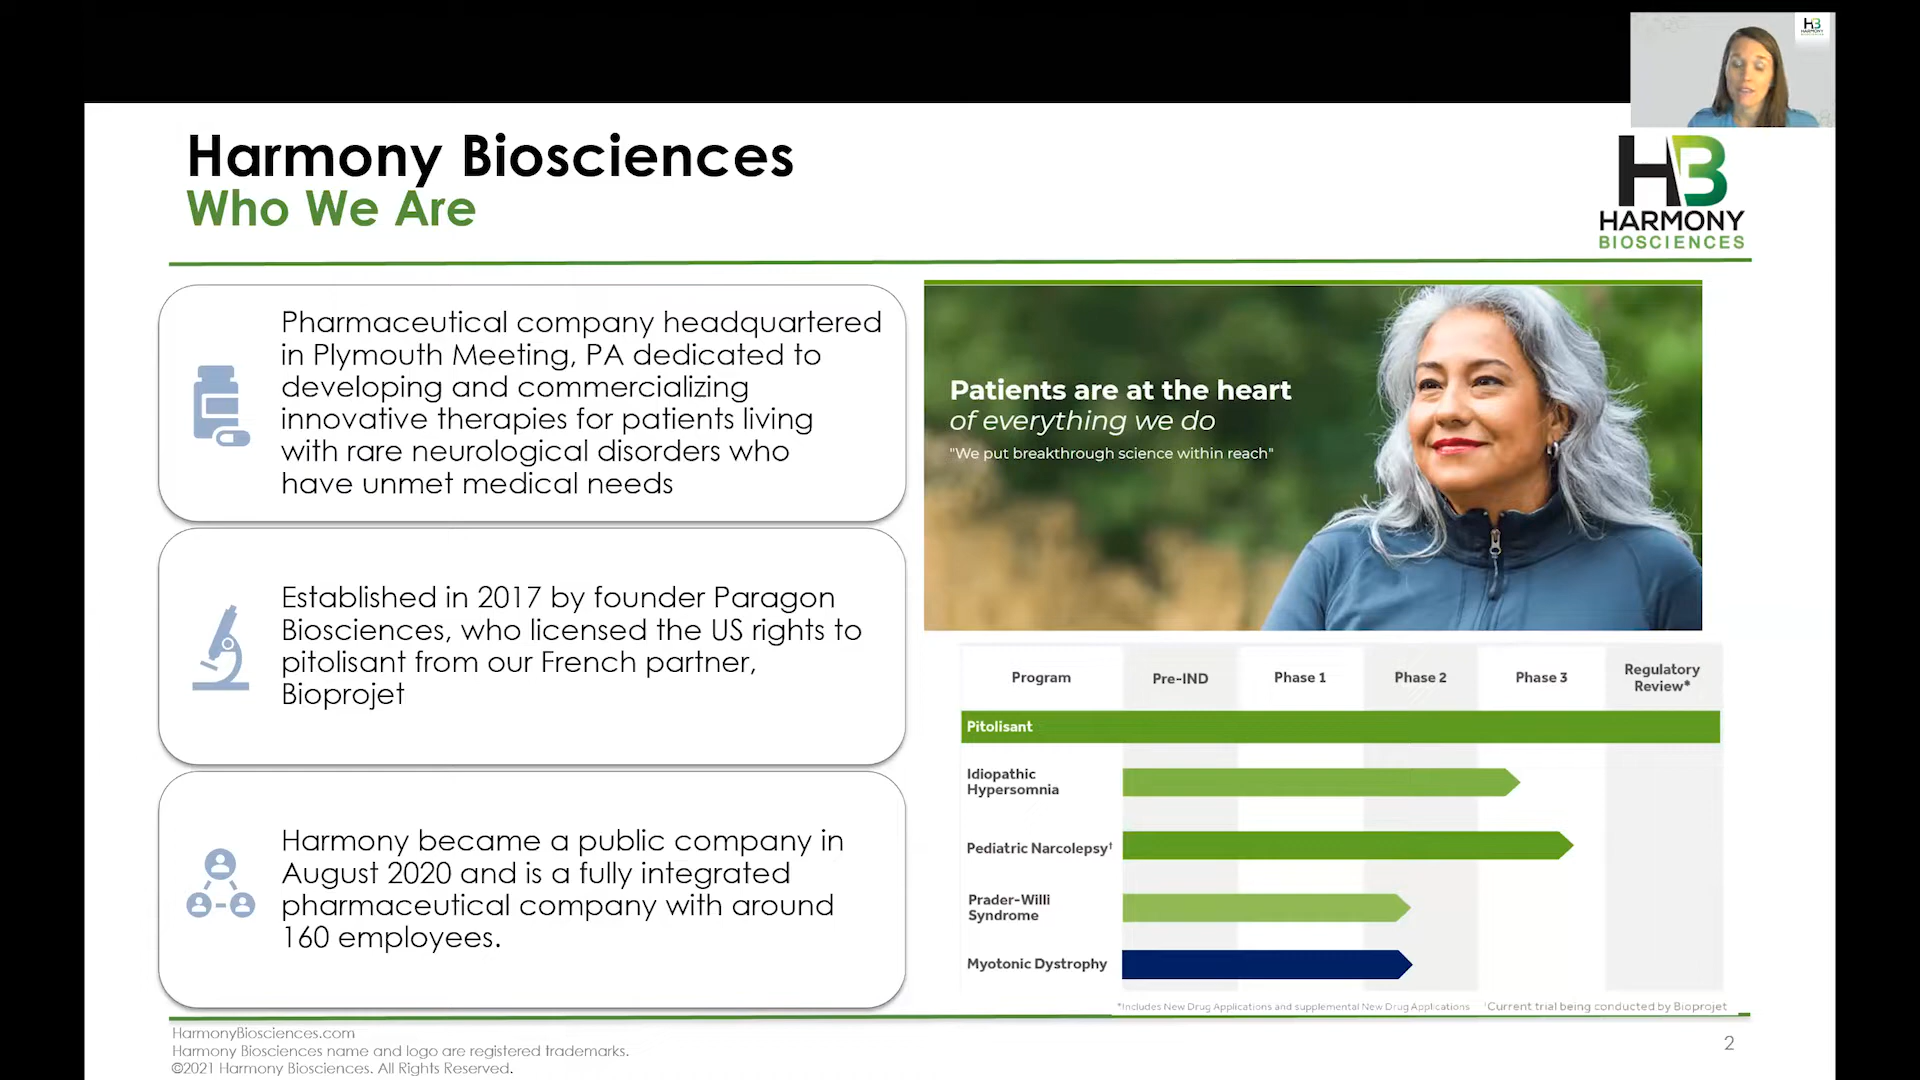 H3
HARMONY
Harmony Biosciences
Who We Are
HB
HARMONY
BIOSCIENCES
Pharmaceutical company headquartered
in Plymouth Meeting, PA dedicated to
developing and commercializing
innovative therapies for patients living
with rare neurological disorders who
have unmet medical needs
Established in 2017 by founder Paragon
Biosciences, who licensed the US rights to
pitolisant from our French partner,
Bioprojet
Harmony became a public company in
August 2020 and is a fully integrated
pharmaceutical company with around
160 employees.
Patients are at the heart
of everything we do
"We put breakthrough science within reach"
Program Pre-IND Phase 1 Phase 2 Phase 3 Regulatory
Review*
Pitolisant
Idiopathic
Hypersomnia
Pediatric Narcolepsy†
Prader-Willi
Syndrome
Myotonic Dystrophy
*Includes New Drug Applications and supplemental New Drug Applications †Current trial being conducted by Bioprojet
HarmonyBiosciences.com
Harmony Biosciences name and logo are registered trademarks.
©2021 Harmony Biosciences. All Rights Reserved.
2